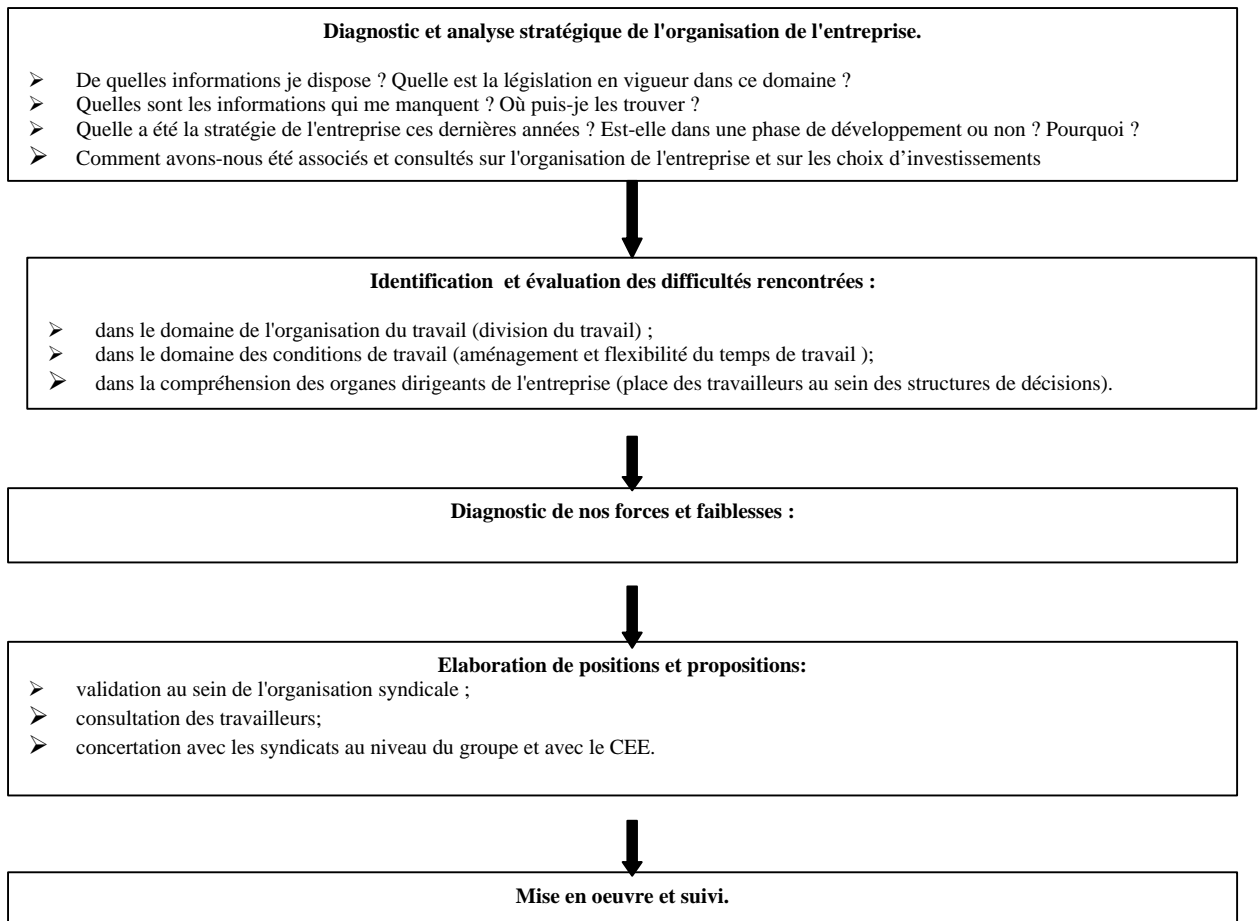 Diagnostic et analyse stratégique de l'organisation de l'entreprise.
➢ De quelles informations je dispose ? Quelle est la législation en vigueur dans ce domaine ?
➢ Quelles sont les informations qui me manquent ? Où puis-je les trouver ?
➢ Quelle a été la stratégie de l'entreprise ces dernières années ? Est-elle dans une phase de développement ou non ? Pourquoi ?
➢ Comment avons-nous été associés et consultés sur l'organisation de l'entreprise et sur les choix d’investissements
Identification et évaluation des difficultés rencontrées :
➢ dans le domaine de l'organisation du travail (division du travail) ;
➢ dans le domaine des conditions de travail (aménagement et flexibilité du temps de travail );
➢ dans la compréhension des organes dirigeants de l'entreprise (place des travailleurs au sein des structures de décisions).
Diagnostic de nos forces et faiblesses :
Elaboration de positions et propositions:
➢ validation au sein de l'organisation syndicale ;
➢ consultation des travailleurs;
➢ concertation avec les syndicats au niveau du groupe et avec le CEE.
Mise en oeuvre et suivi.